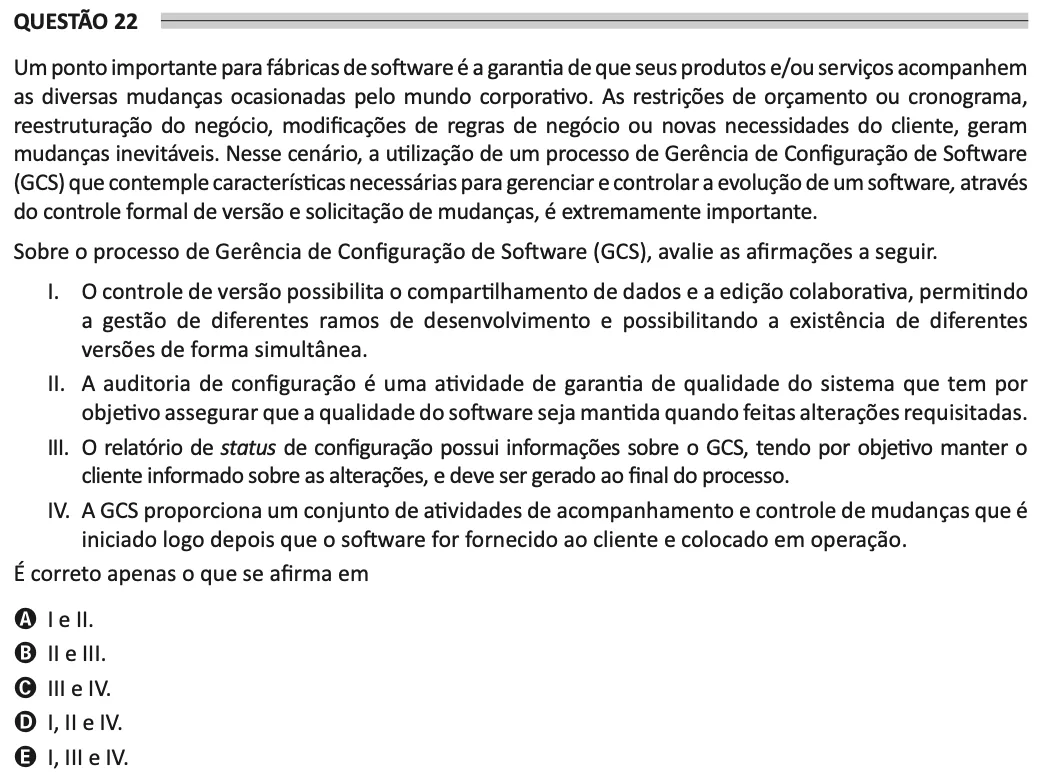 QUESTÃO 22
Um ponto importante para fábricas de software é a garantia de que seus produtos e/ou serviços acompanhem
as diversas mudanças ocasionadas pelo mundo corporativo. As restrições de orçamento ou cronograma,
reestruturação do negócio, modificações de regras de negócio ou novas necessidades do cliente, geram
mudanças inevitáveis. Nesse cenário, a utilização de um processo de Gerência de Configuração de Software
(GCS) que contemple características necessárias para gerenciar e controlar a evolução de um software, através
do controle formal de versão e solicitação de mudanças, é extremamente importante.
Sobre o processo de Gerência de Configuração de Software (GCS), avalie as afirmações a seguir.
I. O controle de versão possibilita o compartilhamento de dados e a edição colaborativa, permitindo
a gestão de diferentes ramos de desenvolvimento e possibilitando a existência de diferentes
versões de forma simultânea.
II. A auditoria de configuração é uma atividade de garantia de qualidade do sistema que tem por
objetivo assegurar que a qualidade do software seja mantida quando feitas alterações requisitadas.
III. O relatório de status de configuração possui informações sobre o GCS, tendo por objetivo manter o
cliente informado sobre as alterações, e deve ser gerado ao final do processo.
IV. A GCS proporciona um conjunto de atividades de acompanhamento e controle de mudanças que é
iniciado logo depois que o software for fornecido ao cliente e colocado em operação.
É correto apenas o que se afirma em
A I e II.
B II e III.
C III e IV.
D I, II e IV.
E I, III e IV.